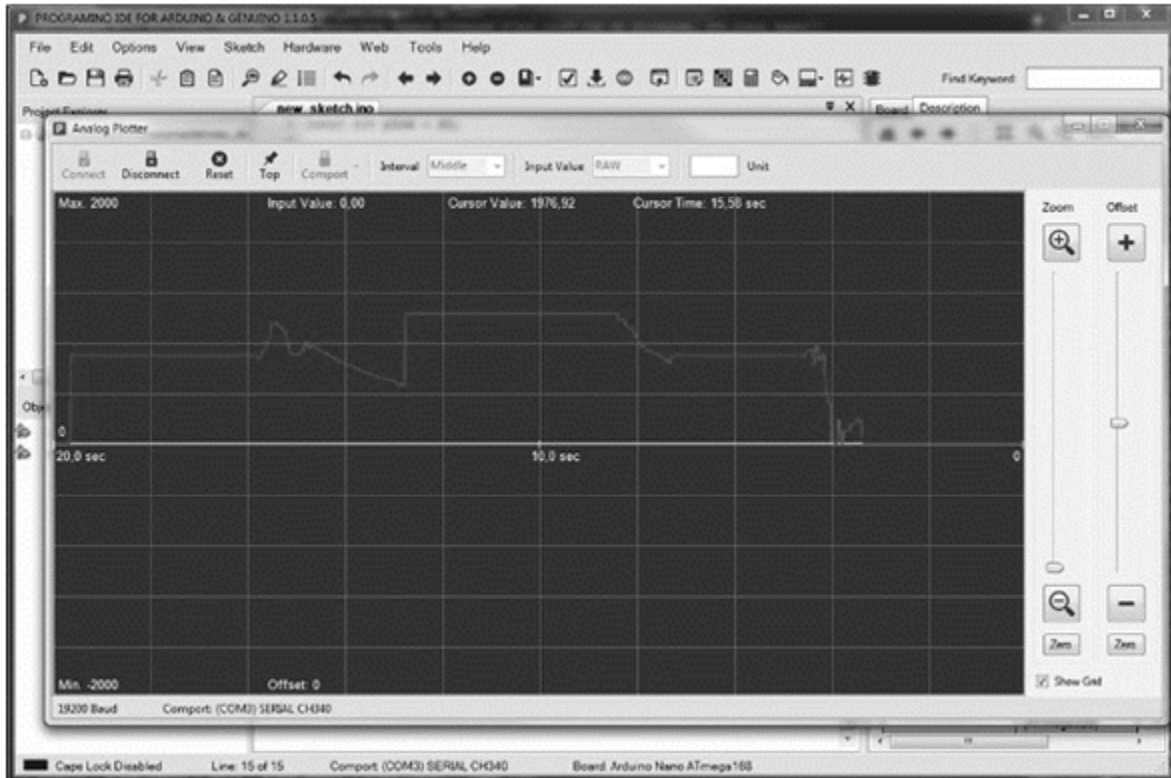 PROGRAMINO IDE FOR ARDUINO & GENUINO 1.1.0.5
File Edit Options View Sketch Hardware Web Tools Help
Find Keyword:
Project Explorer
new_sketch.ino
Board Description
Analog Plotter
Connect Disconnect Reset Top Comport Interval Middle Input Value RAW Unit
Max. 2000 Input Value: 0,00 Cursor Value: 1976,92 Cursor Time: 15,58 sec
Zoom Offset
0
20,0 sec 10,0 sec 0
Zero Zero
Min. -2000 Offset: 0
Show Grid
19200 Baud Comport: (COM3) SERIAL CH340
Caps Lock Disabled Line: 15 of 15 Comport: (COM3) SERIAL CH340 Board: Arduino Nano ATmega168